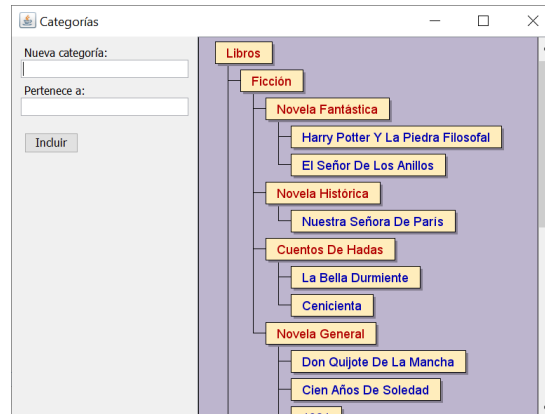 Categorías
Nueva categoría:
Pertenece a:
Incluir
Libros
Ficción
Novela Fantástica
Harry Potter Y La Piedra Filosofal
El Señor De Los Anillos
Novela Histórica
Nuestra Señora De París
Cuentos De Hadas
La Bella Durmiente
Cenicienta
Novela General
Don Quijote De La Mancha
Cien Años De Soledad